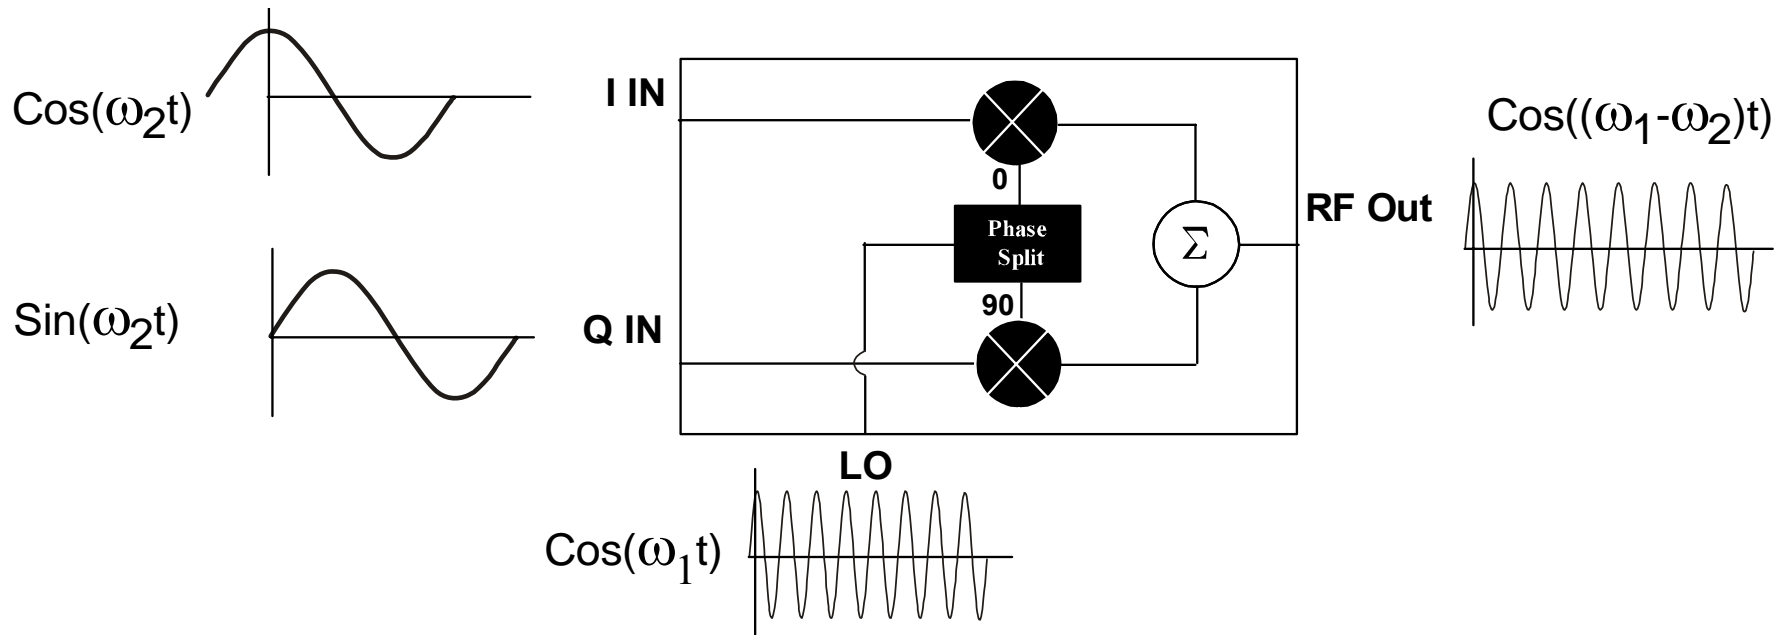 Cos(ω2t)
I IN
Cos((ω1-ω2)t)
0
RF Out
Phase
Split
Σ
90
Sin(ω2t)
Q IN
LO
Cos(ω1t)